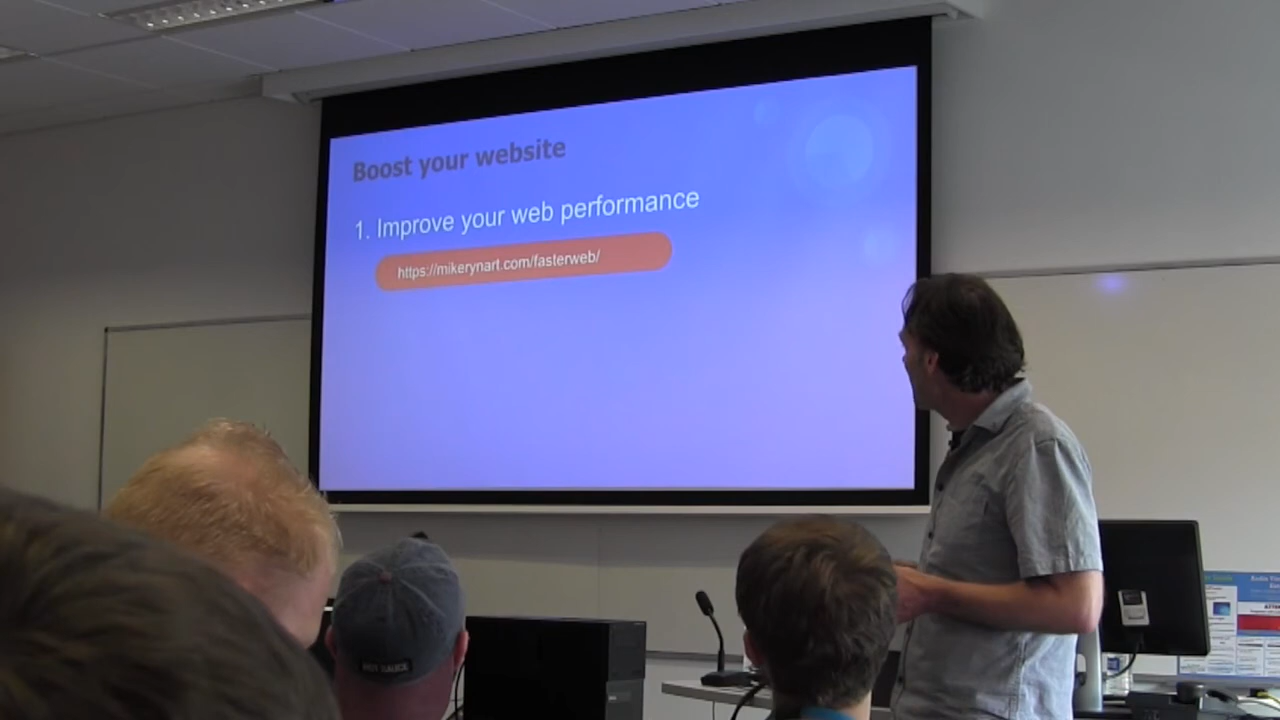 Boost your website
1. Improve your web performance
https://mikerynart.com/fasterweb/